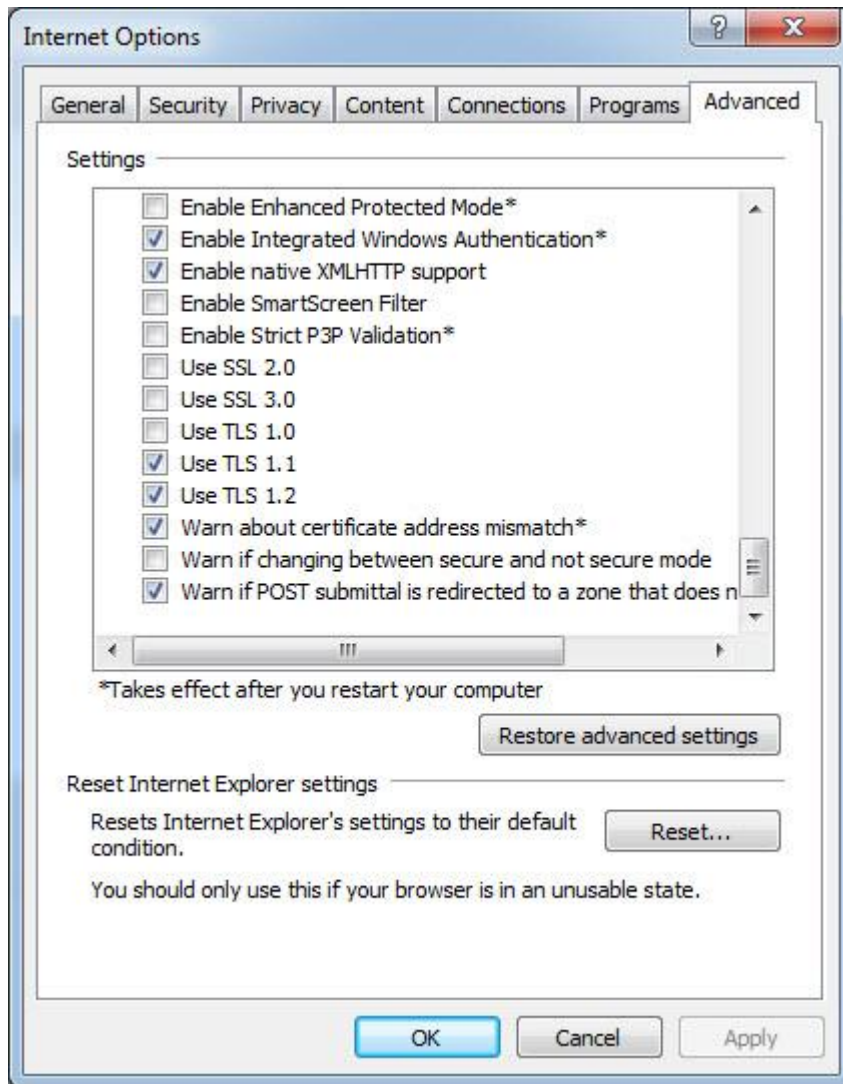 Internet Options
General Security Privacy Content Connections Programs Advanced
Settings
Enable Enhanced Protected Mode*
Enable Integrated Windows Authentication*
Enable native XMLHTTP support
Enable SmartScreen Filter
Enable Strict P3P Validation*
Use SSL 2.0
Use SSL 3.0
Use TLS 1.0
Use TLS 1.1
Use TLS 1.2
Warn about certificate address mismatch*
Warn if changing between secure and not secure mode
Warn if POST submittal is redirected to a zone that does n
*Takes effect after you restart your computer
Restore advanced settings
Reset Internet Explorer settings
Resets Internet Explorer's settings to their default
condition.
Reset...
You should only use this if your browser is in an unusable state.
OK Cancel Apply